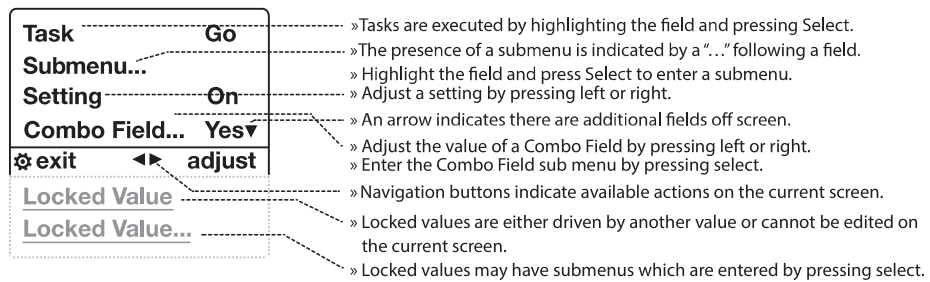 Task Go
Submenu...
Setting On
Combo Field... Yes▼
exit ◄► adjust
Locked Value
Locked Value...
»Tasks are executed by highlighting the field and pressing Select.
»The presence of a submenu is indicated by a “...” following a field.
» Highlight the field and press Select to enter a submenu.
» Adjust a setting by pressing left or right.
» An arrow indicates there are additional fields off screen.
» Adjust the value of a Combo Field by pressing left or right.
» Enter the Combo Field sub menu by pressing select.
»Navigation buttons indicate available actions on the current screen.
» Locked values are either driven by another value or cannot be edited on
the current screen.
» Locked values may have submenus which are entered by pressing select.